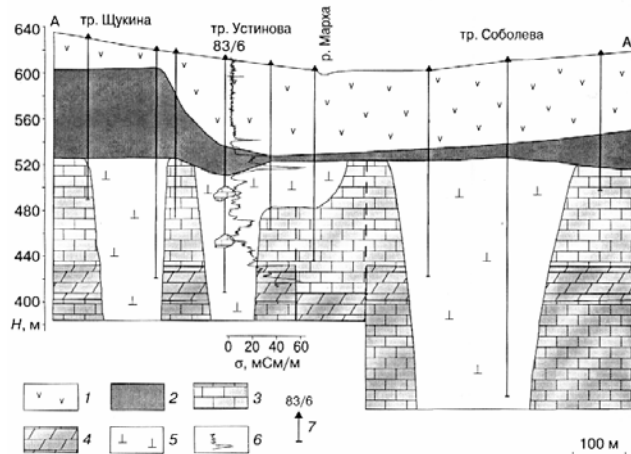 А тр. Щукина тр. Устинова р. Марха тр. Соболева А
83/6
640
600
560
520
480
440
400
Н, м
0 20 40 60
σ, мСм/м
1 2 3
4 5 6 83/6 7
100 м